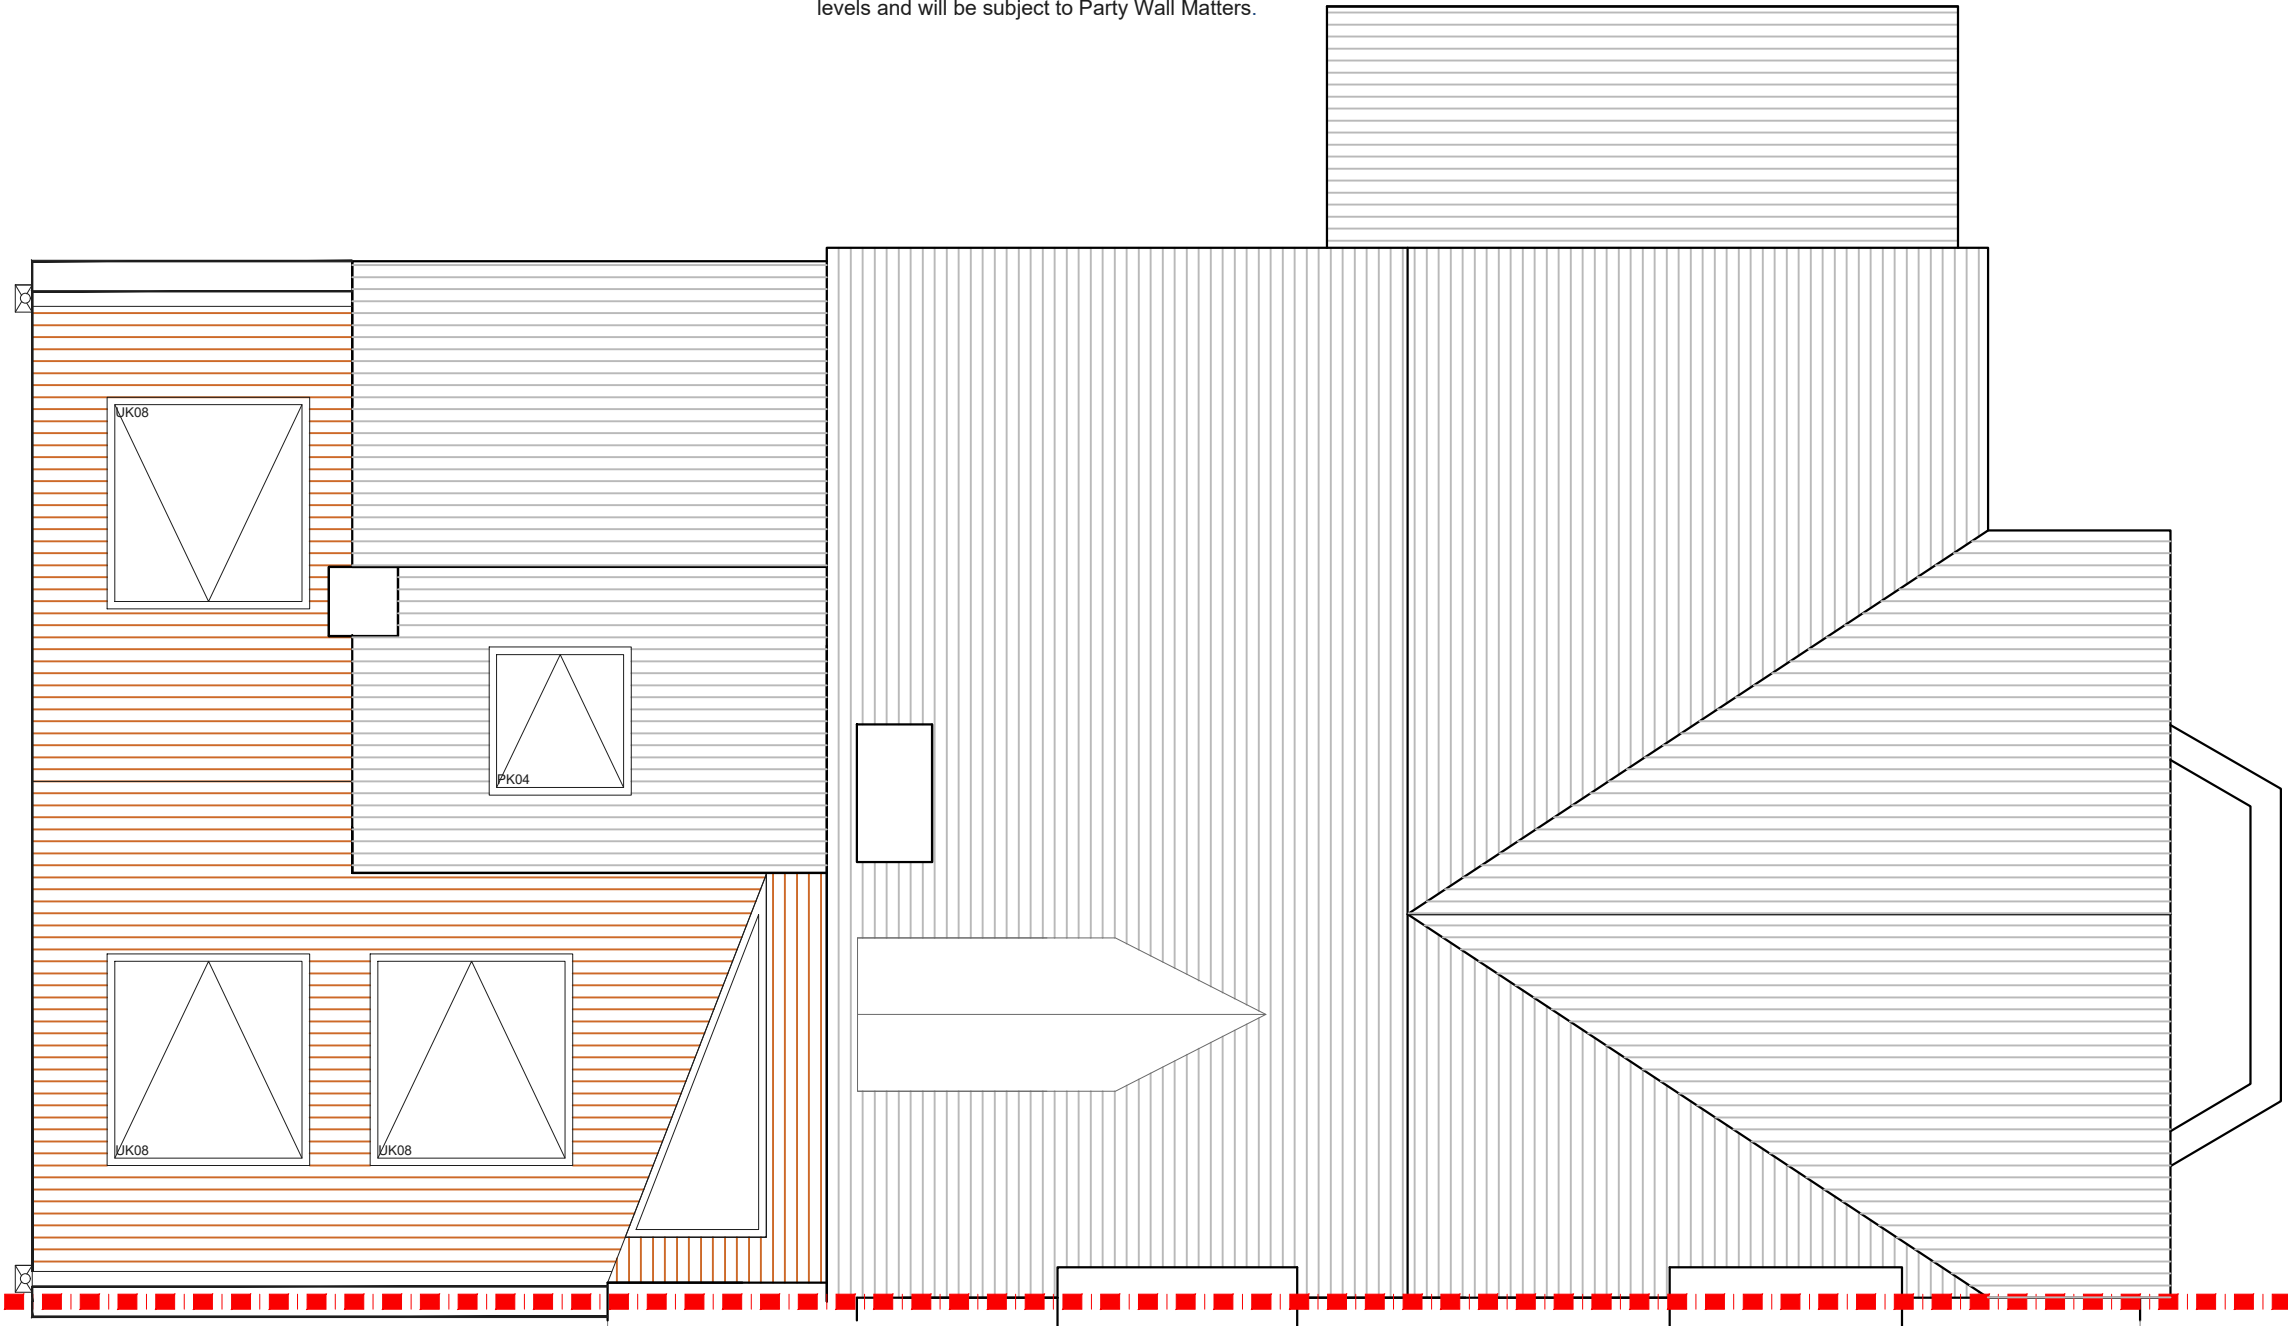 levels and will be subject to Party Wall Matters.
UK08
PK04
UK08
UK08